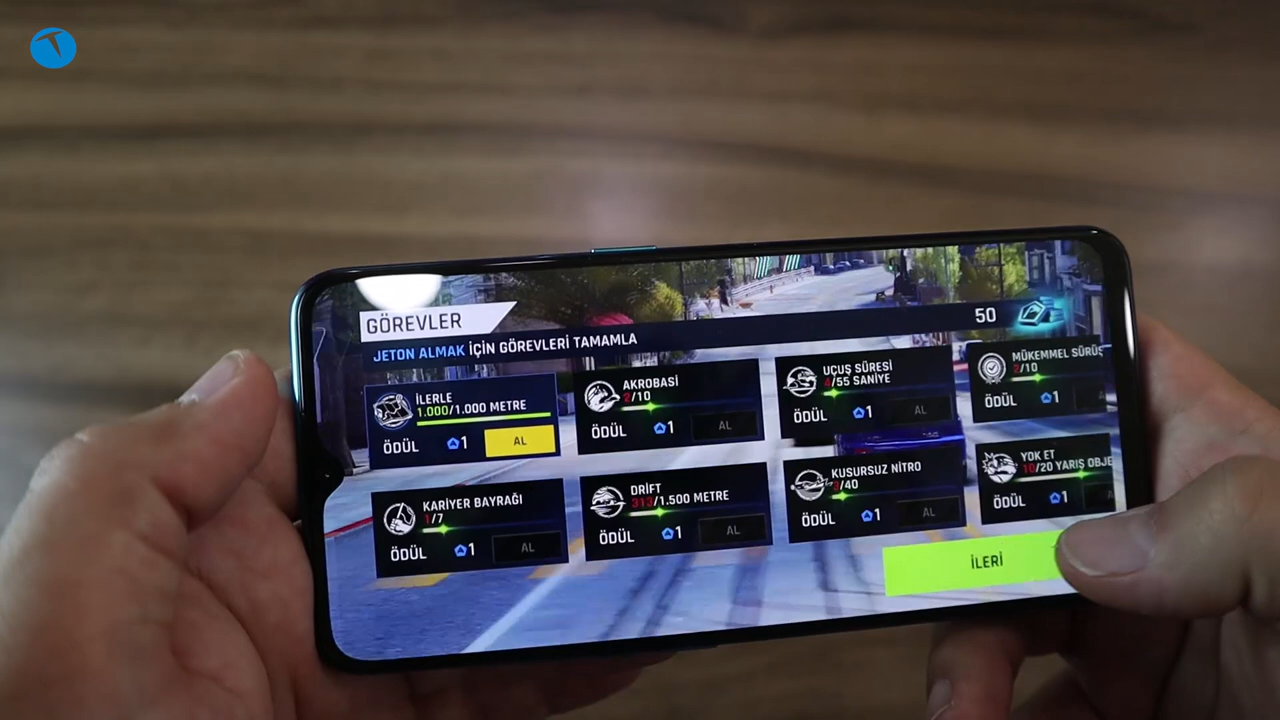 GÖREVLER
JETON ALMAK İÇİN GÖREVLERİ TAMAMLA
50
İLERLE
1.000/1.000 METRE
ÖDÜL 1 AL
AKROBASİ
2/10
ÖDÜL 1 AL
UÇUŞ SÜRESİ
4/55 SANİYE
ÖDÜL 1 AL
MÜKEMMEL SÜRÜŞ
2/10
ÖDÜL 1 A
KARİYER BAYRAĞI
1/7
ÖDÜL 1 AL
DRİFT
313/1.500 METRE
ÖDÜL 1 AL
KUSURSUZ NİTRO
3/40
ÖDÜL 1 AL
YOK ET
10/20 YARIŞ OBJE
ÖDÜL 1 A
İLERİ